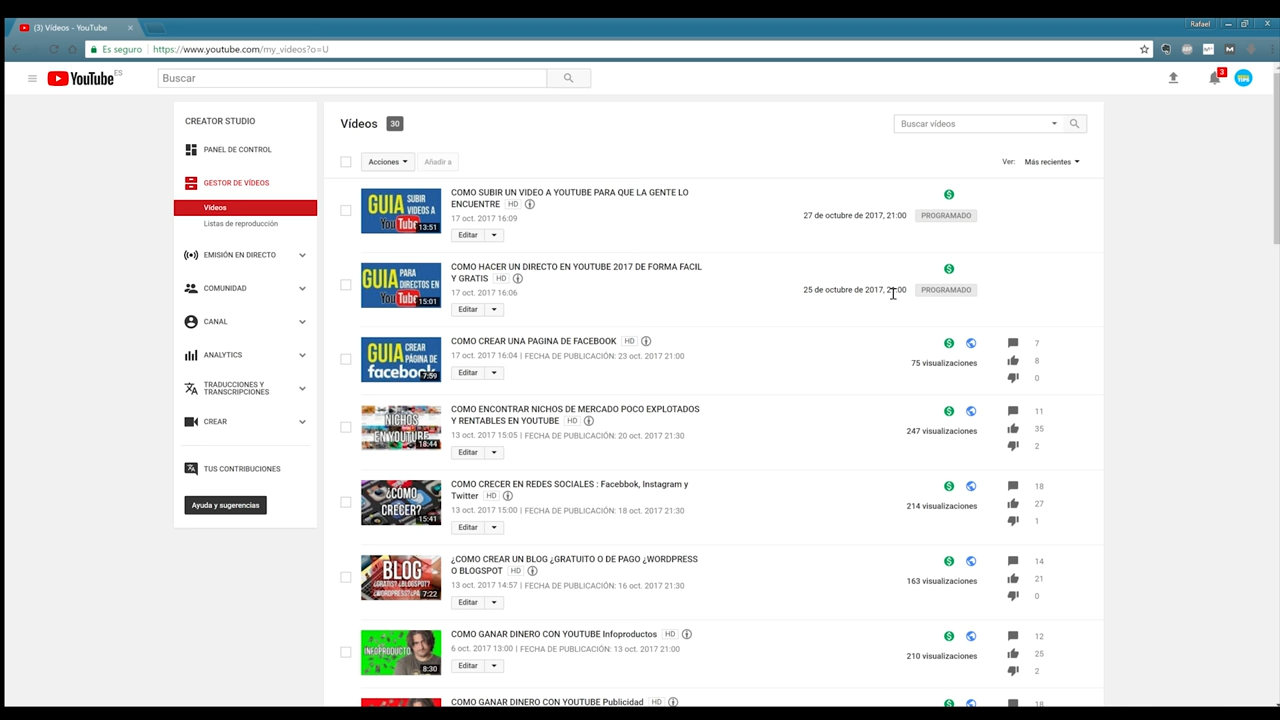 (3) Vídeos - YouTube
Rafael
Es seguro
https://www.youtube.com/my_videos?o=U
YouTube ES
Buscar
3
CREATOR STUDIO
PANEL DE CONTROL
GESTOR DE VÍDEOS
Vídeos
Listas de reproducción
EMISIÓN EN DIRECTO
COMUNIDAD
CANAL
ANALYTICS
TRADUCCIONES Y
TRANSCRIPCIONES
CREAR
TUS CONTRIBUCIONES
Ayuda y sugerencias
Vídeos 30
Buscar vídeos
Acciones
Añadir a
Ver: Más recientes
GUIA SUBIR VIDEOS A YouTube 13:51
COMO SUBIR UN VIDEO A YOUTUBE PARA QUE LA GENTE LO
ENCUENTRE HD
17 oct. 2017 16:09
Editar
27 de octubre de 2017, 21:00 PROGRAMADO
GUIA PARA DIRECTOS EN YouTube 15:01
COMO HACER UN DIRECTO EN YOUTUBE 2017 DE FORMA FACIL
Y GRATIS HD
17 oct. 2017 16:06
Editar
25 de octubre de 2017, 21:00 PROGRAMADO
GUIA CREAR PÁGINA DE facebook 7:59
COMO CREAR UNA PAGINA DE FACEBOOK HD
17 oct. 2017 16:04 | FECHA DE PUBLICACIÓN: 23 oct. 2017 21:00
Editar
75 visualizaciones
7
8
0
NICHOS EN YOUTUBE 18:44
COMO ENCONTRAR NICHOS DE MERCADO POCO EXPLOTADOS
Y RENTABLES EN YOUTUBE HD
13 oct. 2017 15:05 | FECHA DE PUBLICACIÓN: 20 oct. 2017 21:30
Editar
247 visualizaciones
11
35
2
¿CÓMO CRECER? 15:41
COMO CRECER EN REDES SOCIALES : Facebbok, Instagram y
Twitter HD
13 oct. 2017 15:00 | FECHA DE PUBLICACIÓN: 18 oct. 2017 21:30
Editar
214 visualizaciones
18
27
1
BLOG ¿GRATIS? ¿BLOGSPOT? 7:22
¿COMO CREAR UN BLOG ¿GRATUITO O DE PAGO ¿WORDPRESS
O BLOGSPOT HD
13 oct. 2017 14:57 | FECHA DE PUBLICACIÓN: 16 oct. 2017 21:30
Editar
163 visualizaciones
14
21
0
INFOPRODUCTO 8:30
COMO GANAR DINERO CON YOUTUBE Infoproductos HD
6 oct. 2017 13:00 | FECHA DE PUBLICACIÓN: 13 oct. 2017 21:00
Editar
210 visualizaciones
12
25
2
COMO GANAR DINERO CON YOUTUBE Publicidad HD
18